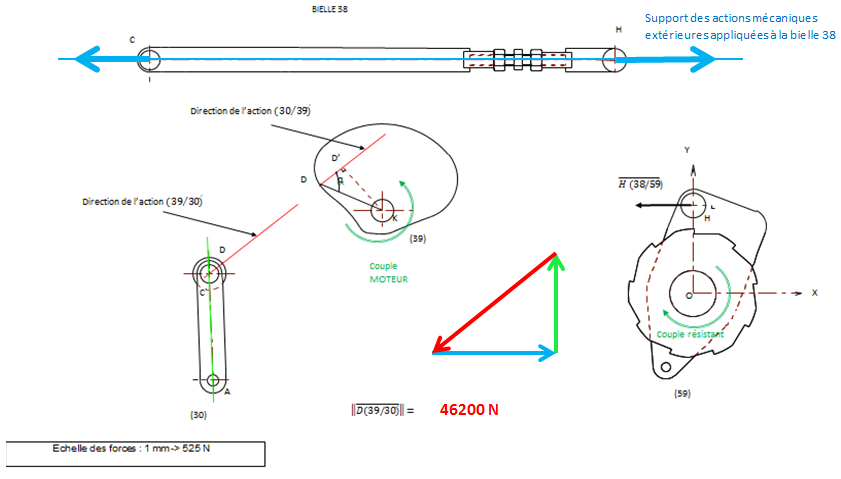 BIELLE 38
Support des actions mécaniques
extérieures appliquées à la bielle 38
C
H
Direction de l'action (30/39)
D'
D
K
(39)
Couple
MOTEUR
Direction de l'action (39/30)
D
C
A
(30)
Y
H (38/59)
L
H
O
X
Couple résistant
(59)
‖D(39/30)‖ = 46200 N
Echelle des forces : 1 mm-> 525 N